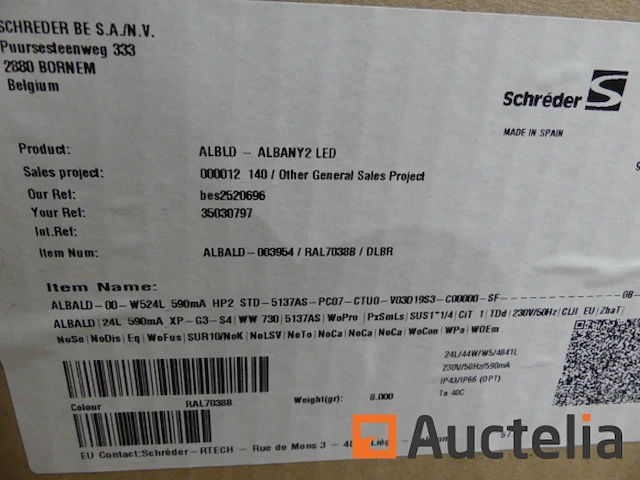 SCHREDER BE S.A./N.V.
Puursesteenweg 333
2880 BORNEM
Belgium
Schréder
MADE IN SPAIN
Product: ALBLD - ALBANY2 LED
Sales project: 000012 140 / Other General Sales Project
Our Ref: bes2520696
Your Ref: 35030797
Int.Ref:
Item Num: ALBALD-003954 / RAL7038B / DLBR
Item Name:
ALBALD-00-W524L 590mA HP2 STD-5137AS-PC07-CTU0-V03D19S3-C00000-SF
ALBALD|24L 590mA XP-G3-S4|WW 730|5137AS|WoPro|PxSmLs|SUS1"1/4|CiT 1|TDd|230V/50Hz|CLII EU|ZhaT|
NoSe|NoDis|Eq|WoFus|SUR10/NoK|NoLSV|NoTo|NoCa|NoCa|NoCa|WoCon|WPa|WOEm
24L/44W/W5/4841L
230V/50Hz/590mA
IP43/IP66 (OPT)
Ta 40C
Weight(gr): 8.000
Colour RAL7038B
EU Contact:Schréder-RTECH - Rue de Mons 3
Auctelia